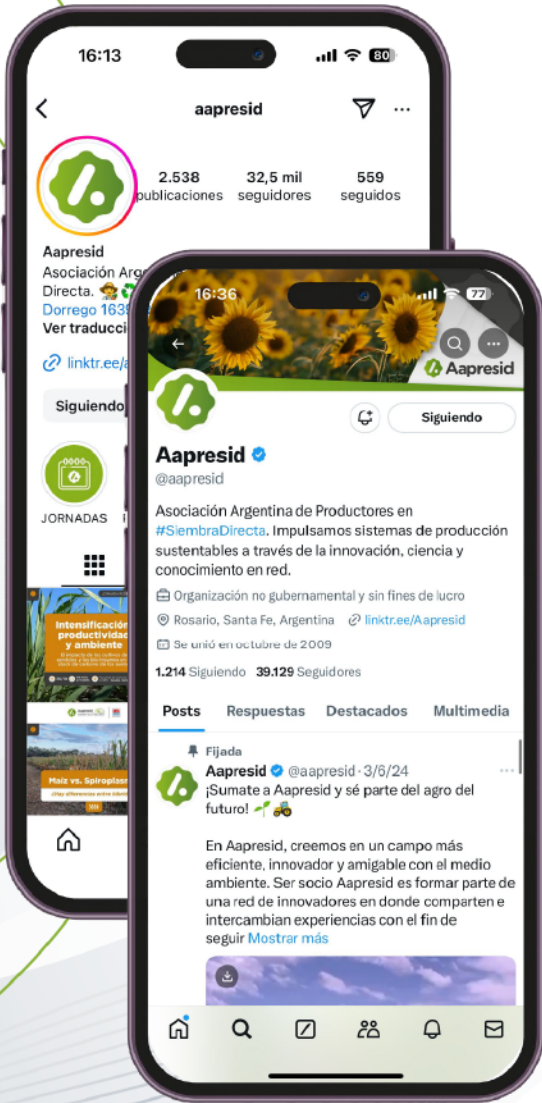 16:13
80
aapresid
2.538
32,5 mil
559
publicaciones
seguidores
seguidos
Aapresid
Asociación
Directa.
Dorrego
Ver
linktr.ee/
Siguiendo
JORNADAS
Intensificación
productividad
y ambiente
Maíz vs. Spiroplasm
16:36
77
Aapresid
Siguiendo
Aapresid
@aapresid
Asociación Argentina de Productores en
#SiembraDirecta. Impulsamos sistemas de producción
sustentables a través de la innovación, ciencia y
conocimiento en red.
Organización no gubernamental y sin fines de lucro
Rosario, Santa Fe, Argentina linktr.ee/Aapresid
Se unió en octubre de 2009
1.214 Siguiendo 39.129 Seguidores
Posts Respuestas Destacados Multimedia
Fijada
Aapresid @aapresid · 3/6/24
¡Sumate a Aapresid y sé parte del agro del
futuro!
En Aapresid, creemos en un campo más
eficiente, innovador y amigable con el medio
ambiente. Ser socio Aapresid es formar parte de
una red de innovadores en donde comparten e
intercambian experiencias con el fin de
seguir Mostrar más